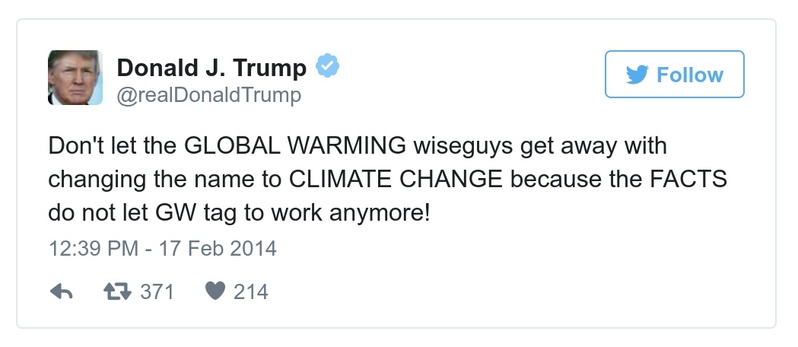 Donald J. Trump
@realDonaldTrump
Follow
Don't let the GLOBAL WARMING wiseguys get away with
changing the name to CLIMATE CHANGE because the FACTS
do not let GW tag to work anymore!
12:39 PM - 17 Feb 2014
371 214